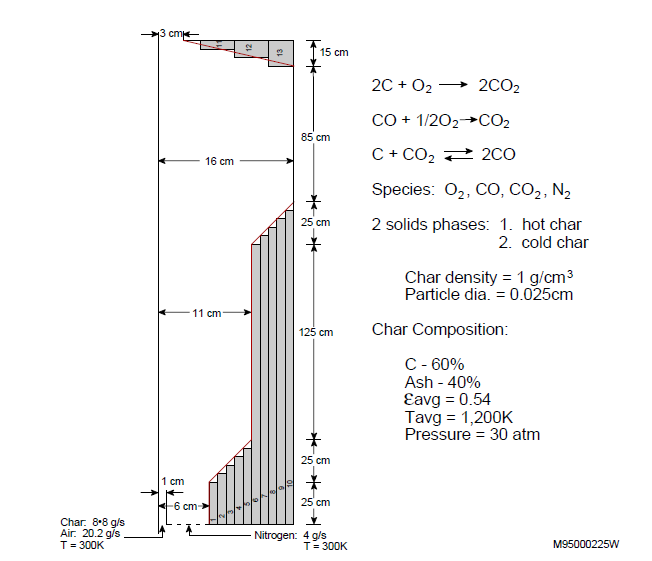 3 cm
11
12
13
15 cm
85 cm
16 cm
25 cm
11 cm
125 cm
25 cm
1 cm
6 cm
25 cm
1
2
3
4
5
6
7
8
9
10
Char: 8•8 g/s
Air: 20.2 g/s
T = 300K
Nitrogen: 4 g/s
T = 300K
2C + O₂ → 2CO₂
CO + 1/2O₂→CO₂
C + CO₂ ⇄ 2CO
Species: O₂, CO, CO₂, N₂
2 solids phases: 1. hot char
2. cold char
Char density = 1 g/cm³
Particle dia. = 0.025cm
Char Composition:
C - 60%
Ash - 40%
Ɛavg = 0.54
Tavg = 1,200K
Pressure = 30 atm
M95000225W